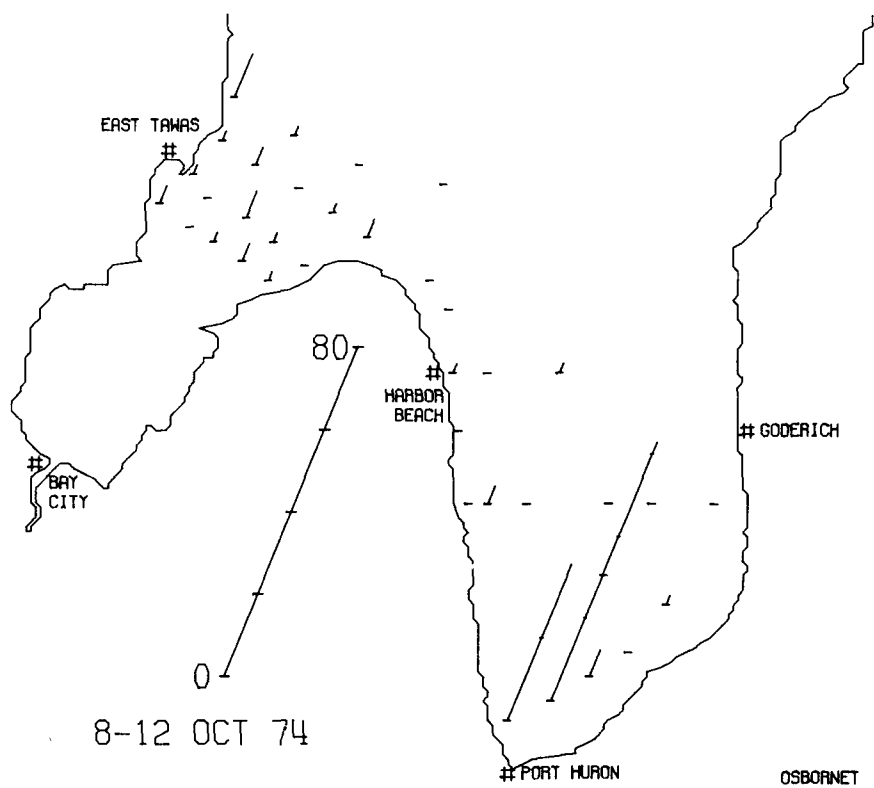 EAST TAWAS
80
HARBOR
BEACH
GODERICH
BAY
CITY
0
8-12 OCT 74
PORT HURON
OSBORNET